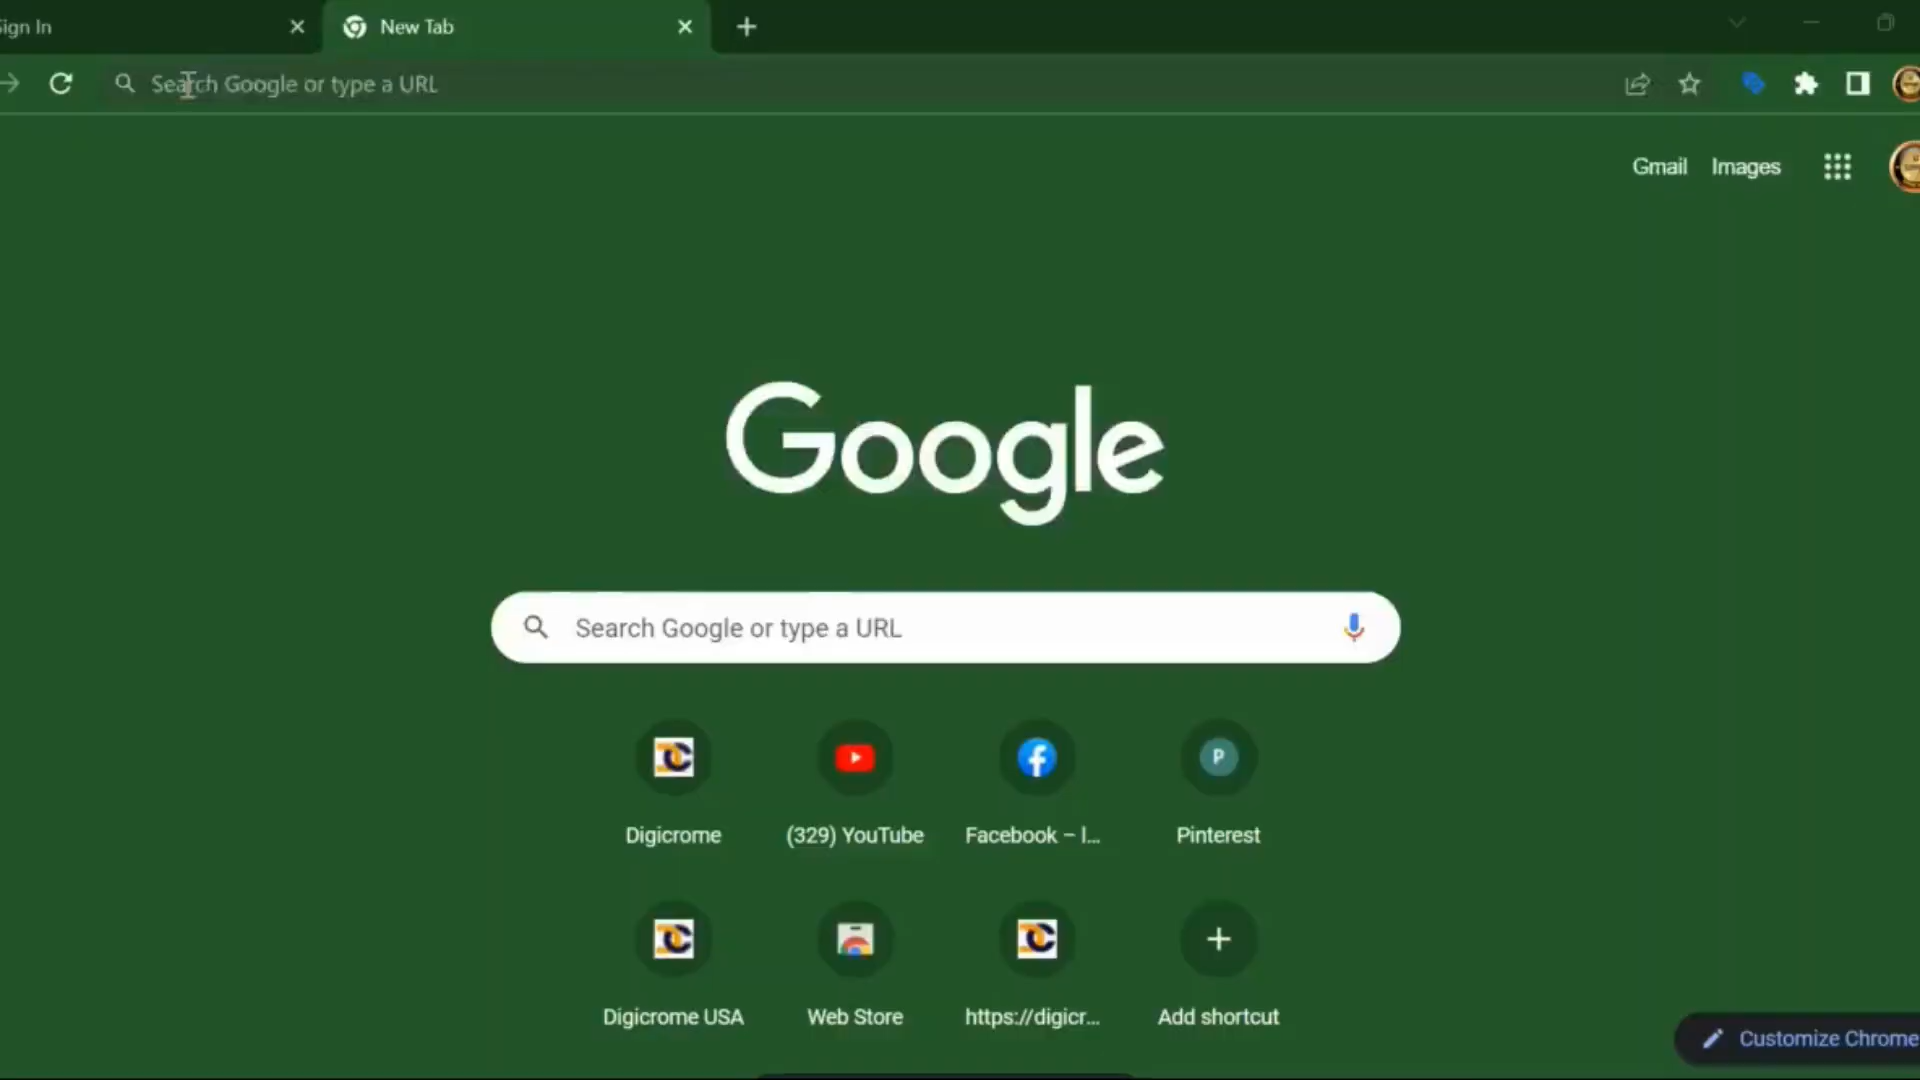 ign In
New Tab
Search Google or type a URL
Gmail Images
Google
Search Google or type a URL
P
Digicrome (329) YouTube Facebook – l... Pinterest
Digicrome USA Web Store https://digicr... Add shortcut
Customize Chrome